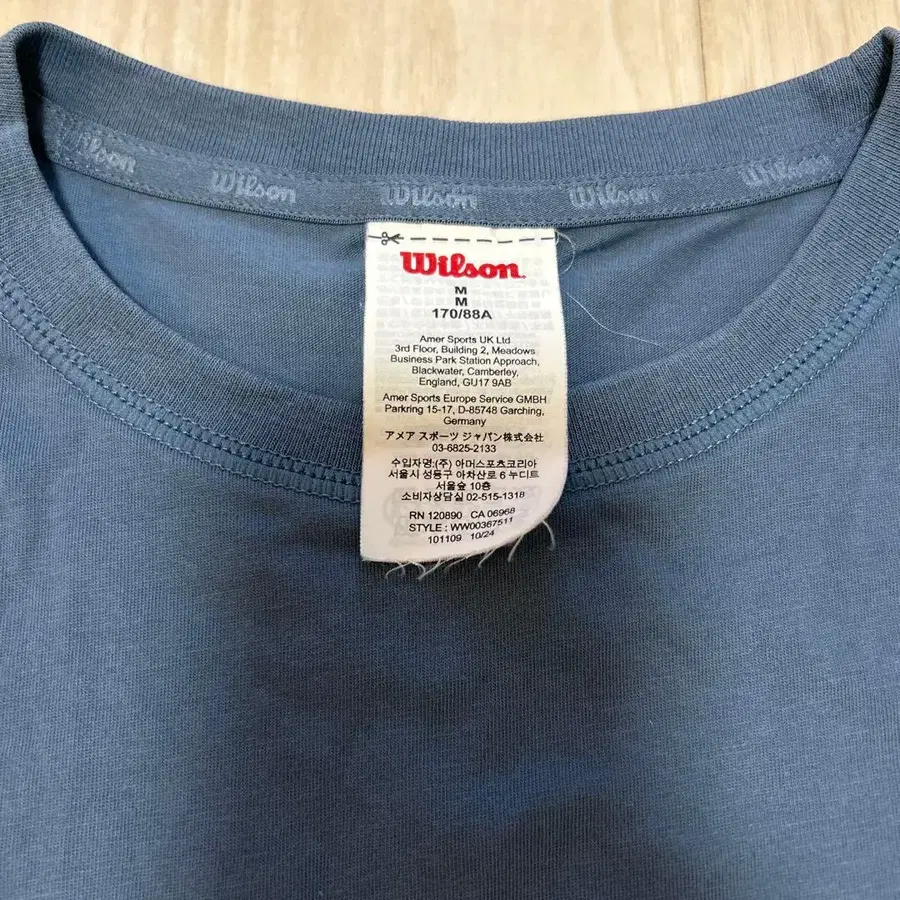 Wilson Wilson Wilson Wilson Wilson
Wilson
M
M
170/88A
Amer Sports UK Ltd
3rd Floor, Building 2, Meadows
Business Park Station Approach,
Blackwater, Camberley,
England, GU17 9AB
Amer Sports Europe Service GMBH
Parkring 15-17, D-85748 Garching,
Germany
アメア スポーツ ジャパン株式会社
03-6825-2133
수입자명:(주) 아머스포츠코리아
서울시 성동구 아차산로 6 누디트
서울숲 10층
소비자상담실 02-515-1318
RN 120890 CA 06968
STYLE : WW00367511
101109 10/24